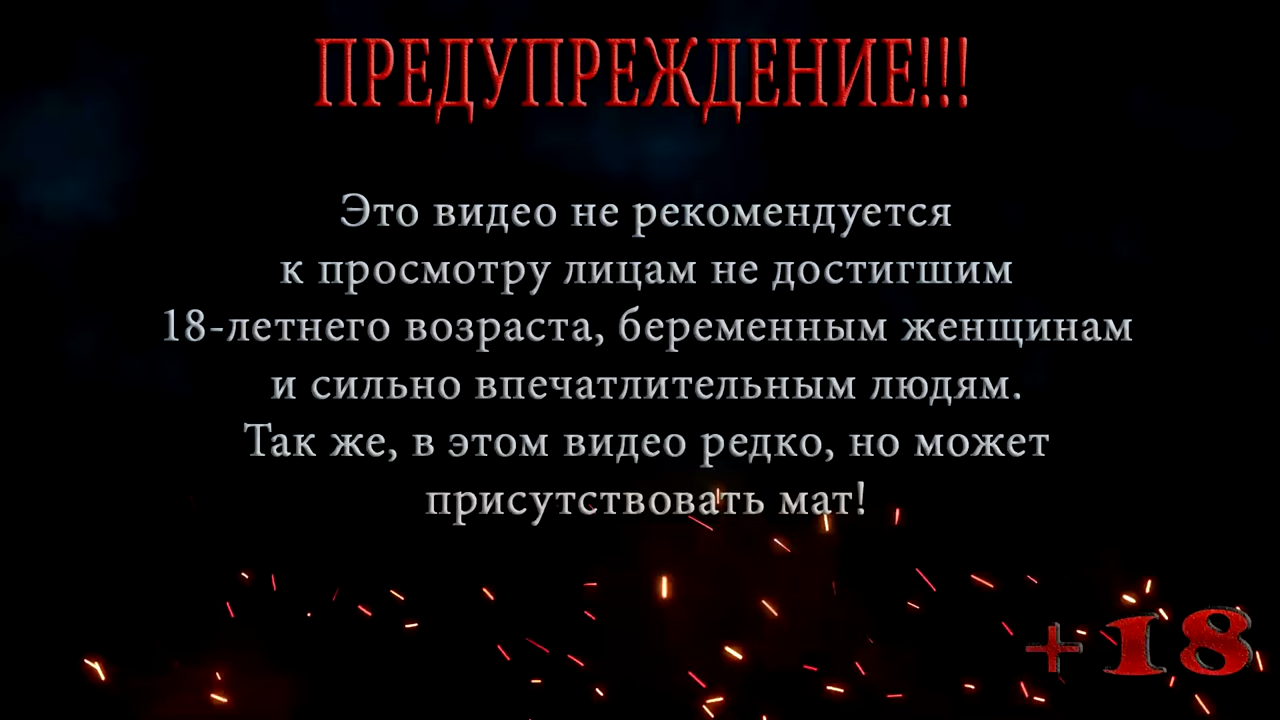 ПРЕДУПРЕЖДЕНИЕ!!!
Это видео не рекомендуется
к просмотру лицам не достигшим
18-летнего возраста, беременным женщинам
и сильно впечатлительным людям.
Так же, в этом видео редко, но может
присутствовать мат!
+18